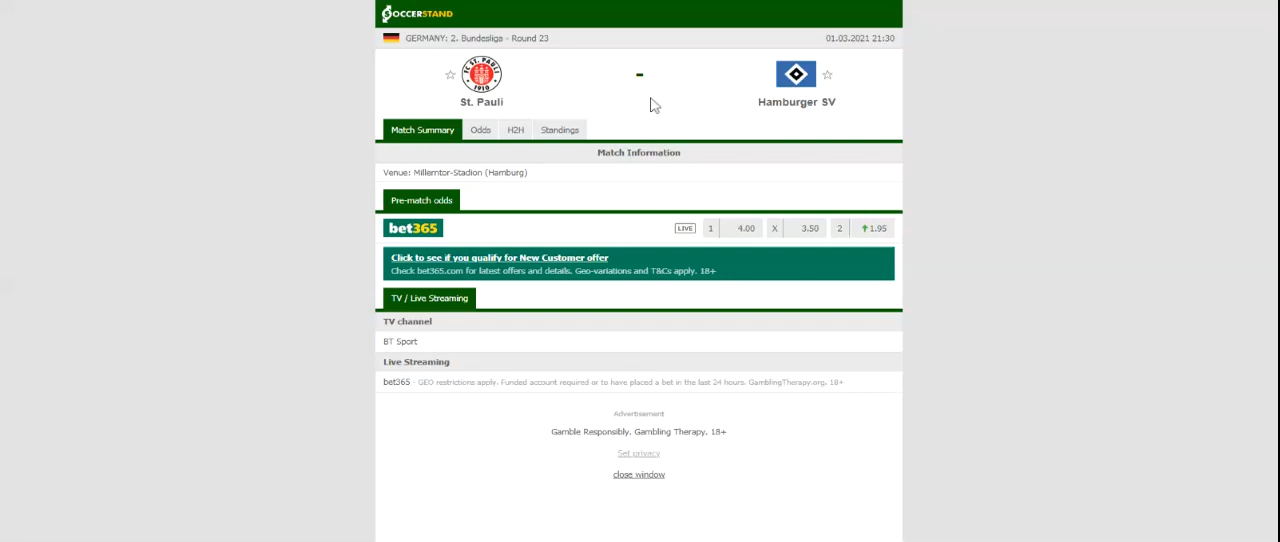 SOCCERSTAND
GERMANY: 2. Bundesliga - Round 23
01.03.2021 21:30
FC ST. PAULI
1910
-
St. Pauli
Hamburger SV
Match Summary
Odds
H2H
Standings
Match Information
Venue: Millerntor-Stadion (Hamburg)
Pre-match odds
bet365
LIVE
1 4.00
X 3.50
2 1.95
Click to see if you qualify for New Customer offer
Check bet365.com for latest offers and details. Geo-variations and T&Cs apply. 18+
TV / Live Streaming
TV channel
BT Sport
Live Streaming
bet365 - GEO restrictions apply. Funded account required or to have placed a bet in the last 24 hours. GamblingTherapy.org. 18+
Advertisement
Gamble Responsibly. Gambling Therapy. 18+
Set privacy
close window